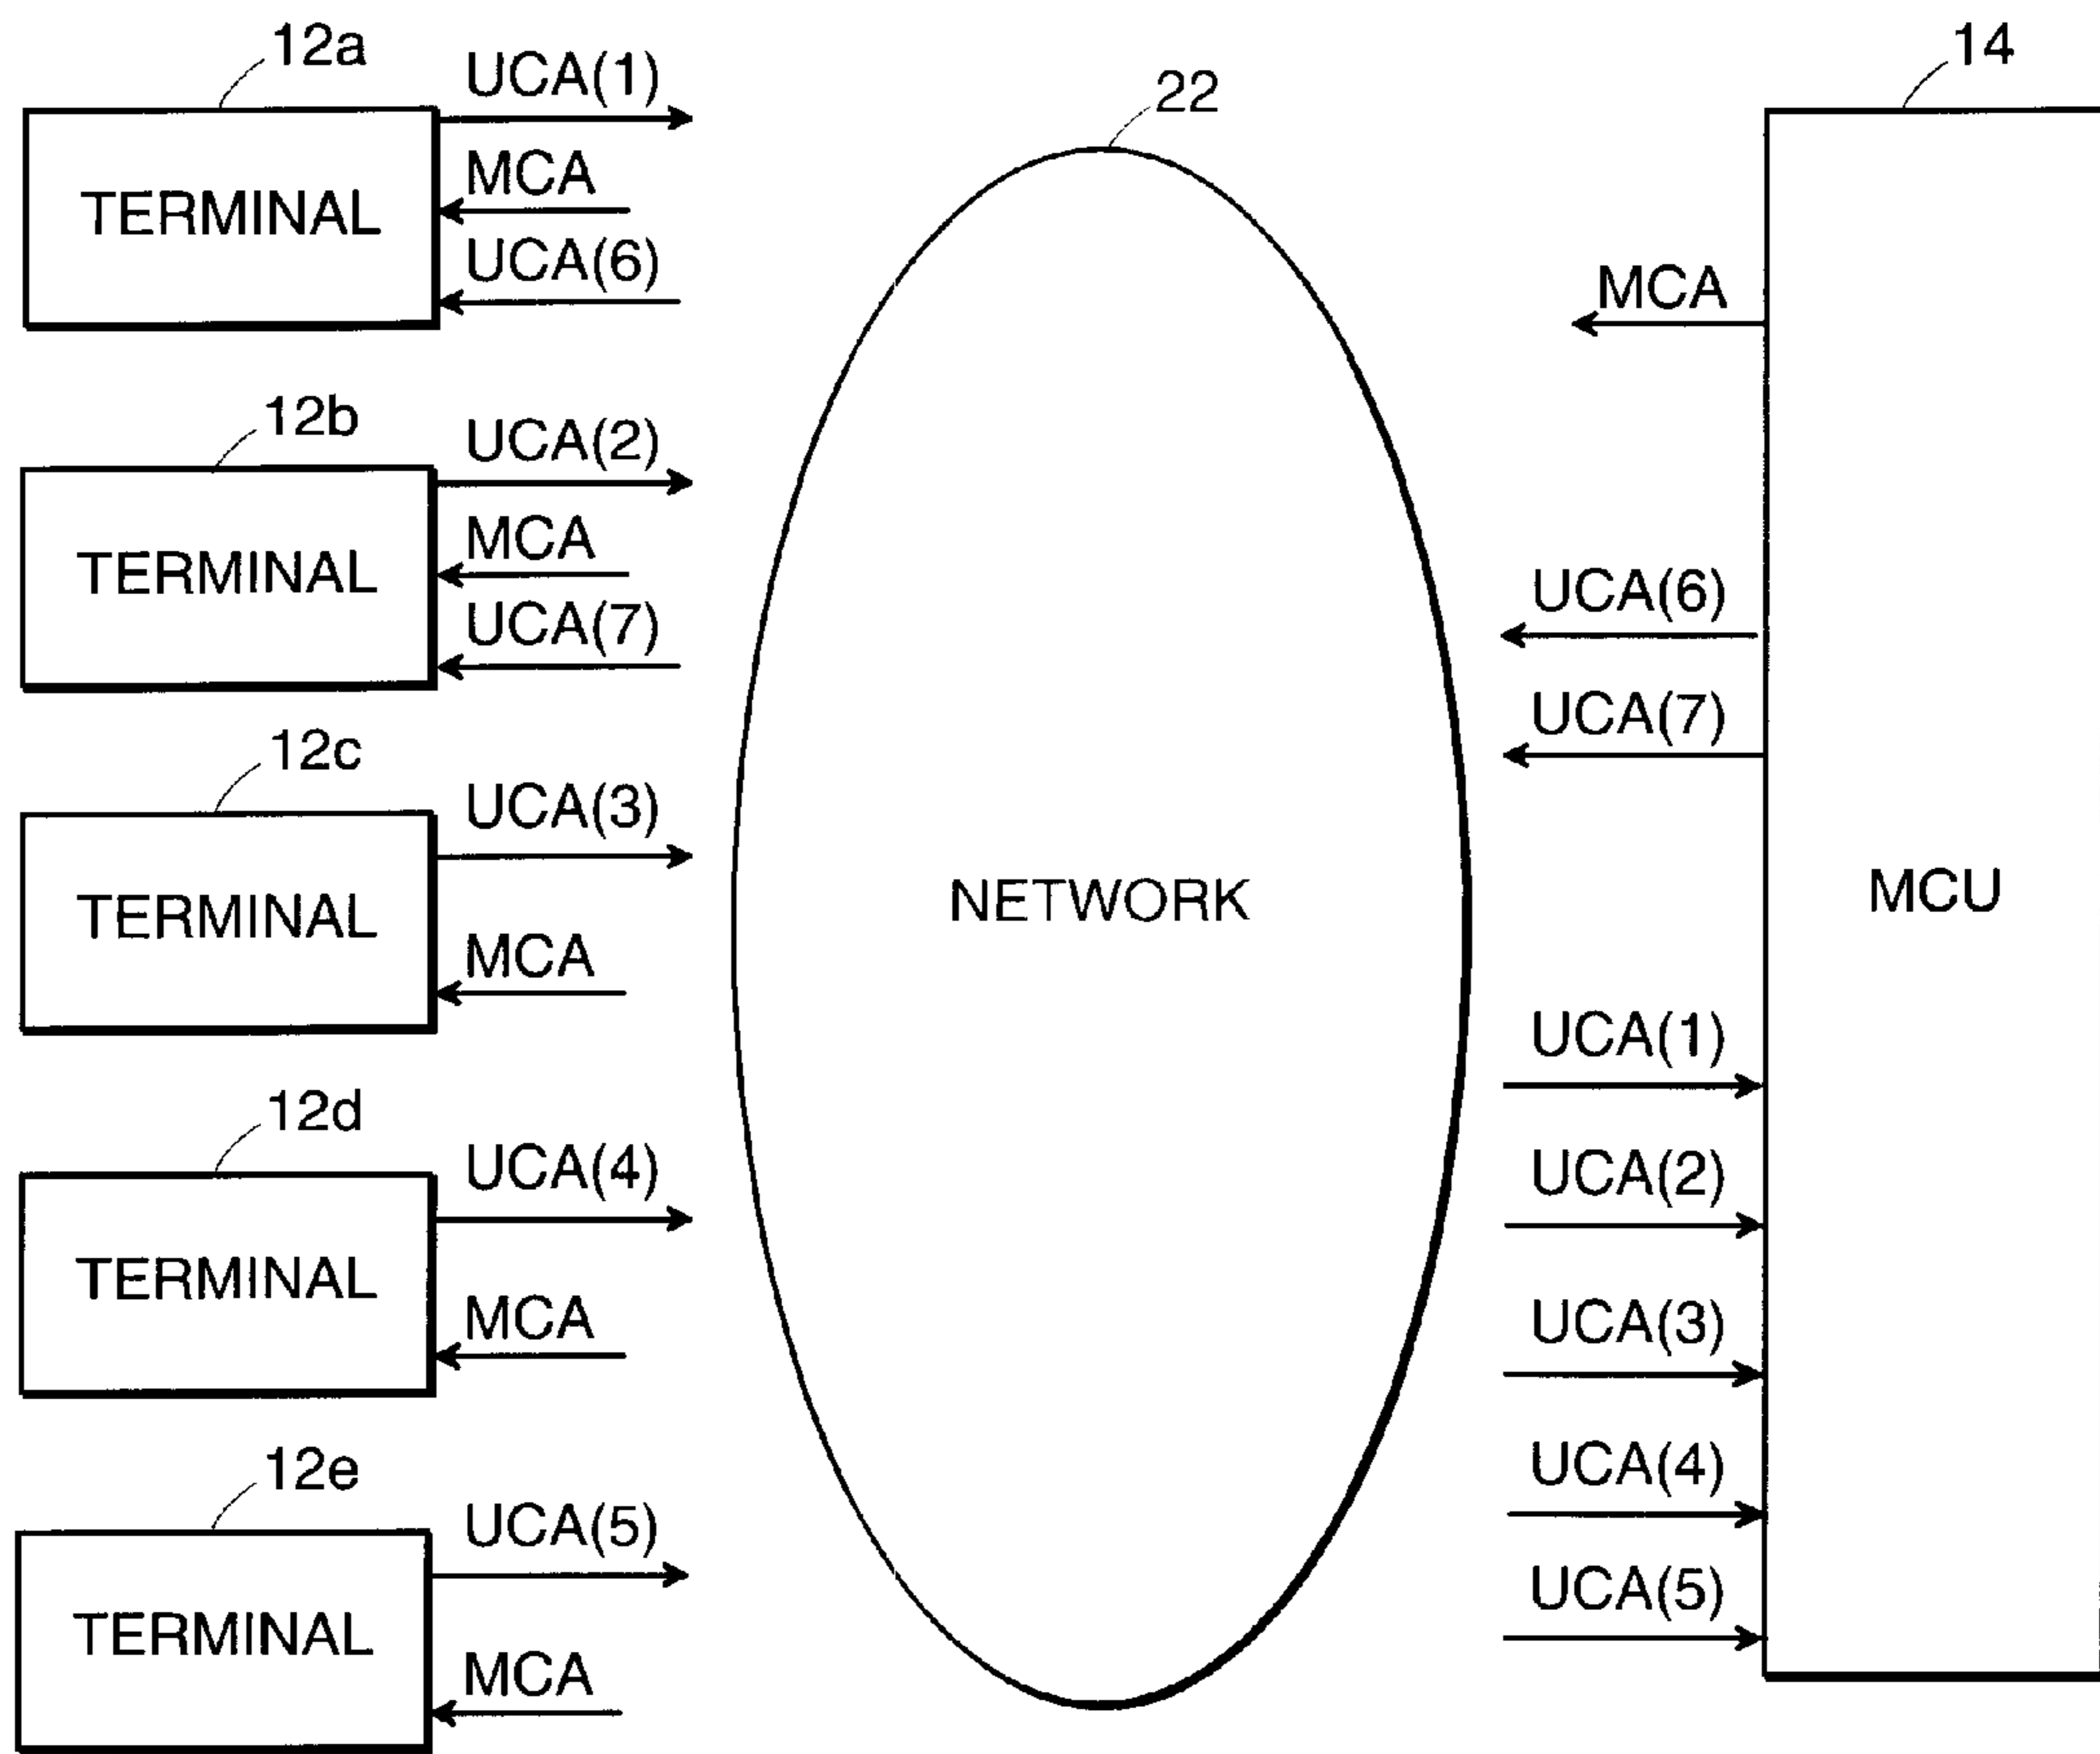 12a
UCA(1)
MCA
UCA(6)
TERMINAL
12b
UCA(2)
MCA
UCA(7)
TERMINAL
12c
UCA(3)
MCA
TERMINAL
12d
UCA(4)
MCA
TERMINAL
12e
UCA(5)
MCA
TERMINAL
22
NETWORK
14
MCA
UCA(6)
UCA(7)
MCU
UCA(1)
UCA(2)
UCA(3)
UCA(4)
UCA(5)